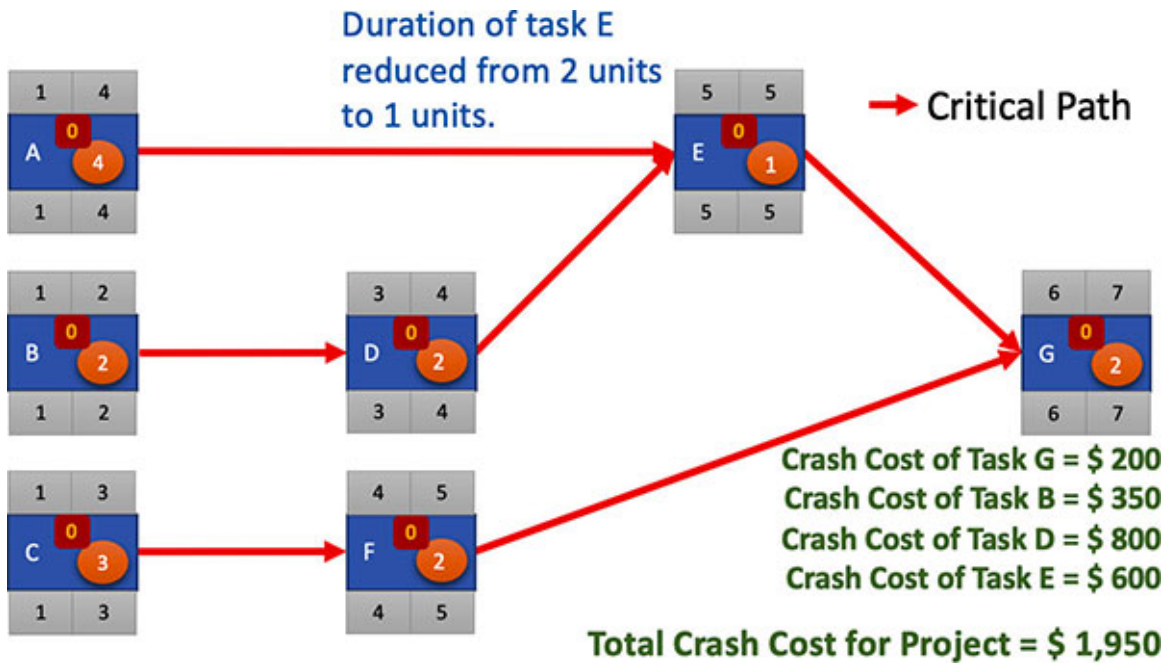 Duration of task E
reduced from 2 units
to 1 units.
Critical Path
1 4
0
A 4
1 4
5 5
0
E 1
5 5
1 2
0
B 2
1 2
3 4
0
D 2
3 4
6 7
0
G 2
6 7
1 3
0
C 3
1 3
4 5
0
F 2
4 5
Crash Cost of Task G = $ 200
Crash Cost of Task B = $ 350
Crash Cost of Task D = $ 800
Crash Cost of Task E = $ 600
Total Crash Cost for Project = $ 1,950